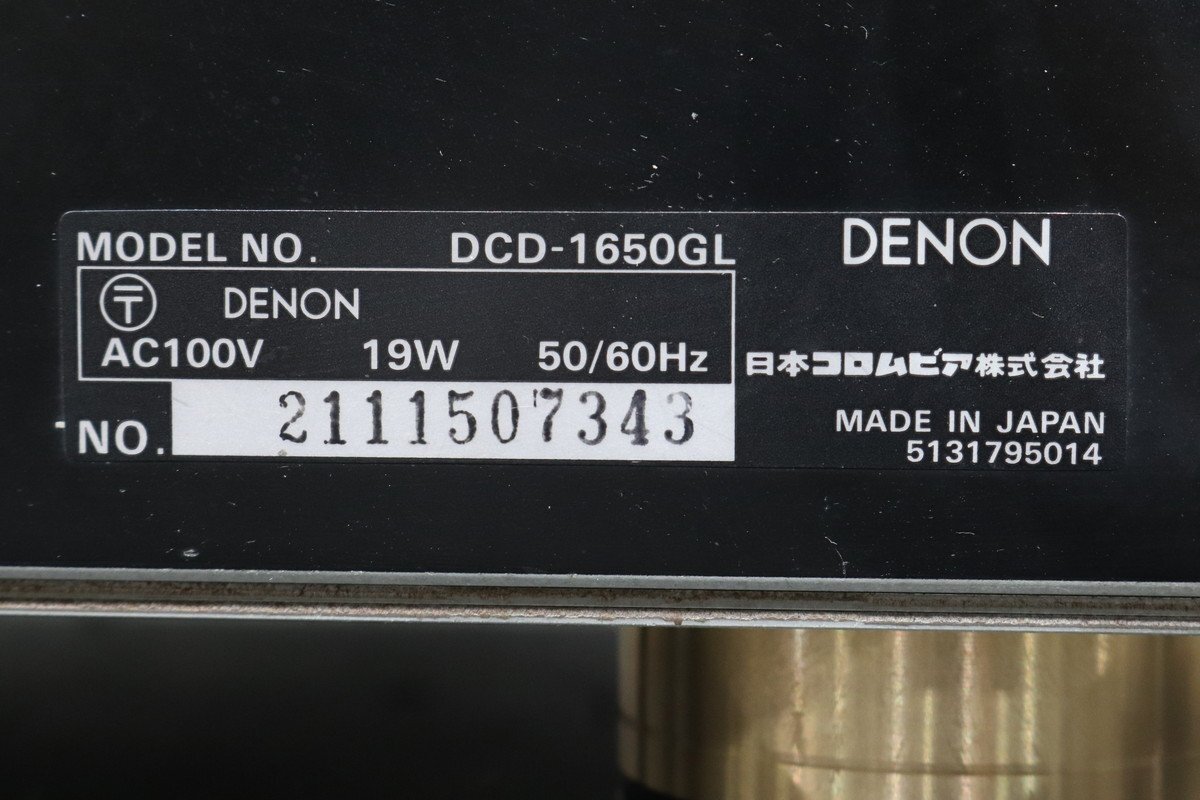 MODEL NO. DCD-1650GL
DENON
〒 DENON
AC100V 19W 50/60Hz
日本コロムビア株式会社
NO. 2111507343
MADE IN JAPAN
5131795014